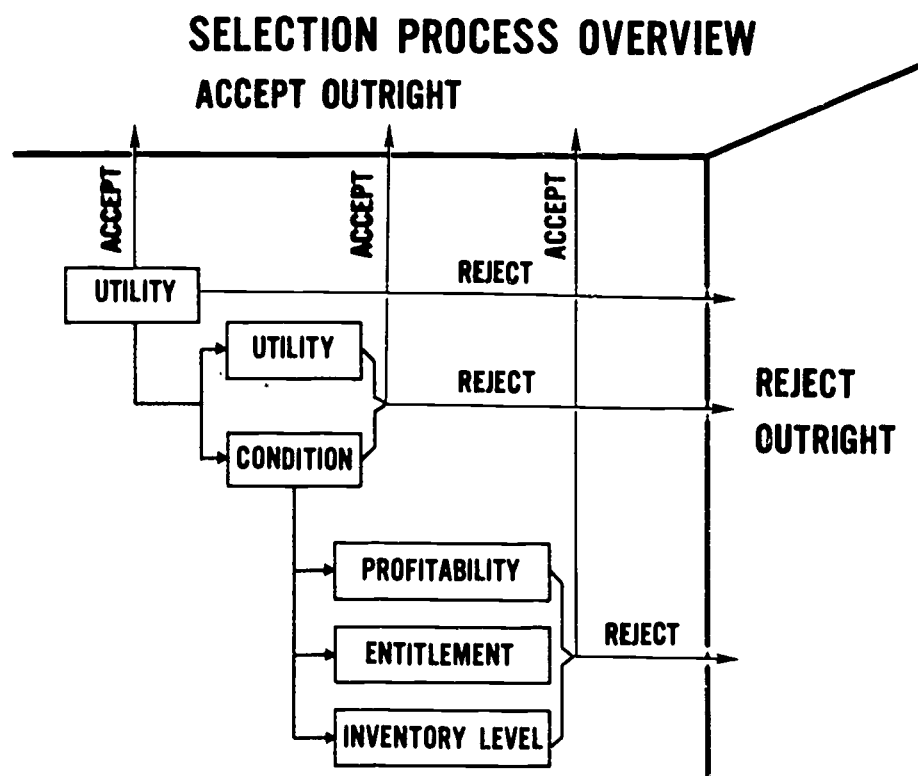 SELECTION PROCESS OVERVIEW
ACCEPT OUTRIGHT
ACCEPT
ACCEPT
ACCEPT
UTILITY
REJECT
UTILITY
REJECT
REJECT
OUTRIGHT
CONDITION
PROFITABILITY
ENTITLEMENT
REJECT
INVENTORY LEVEL